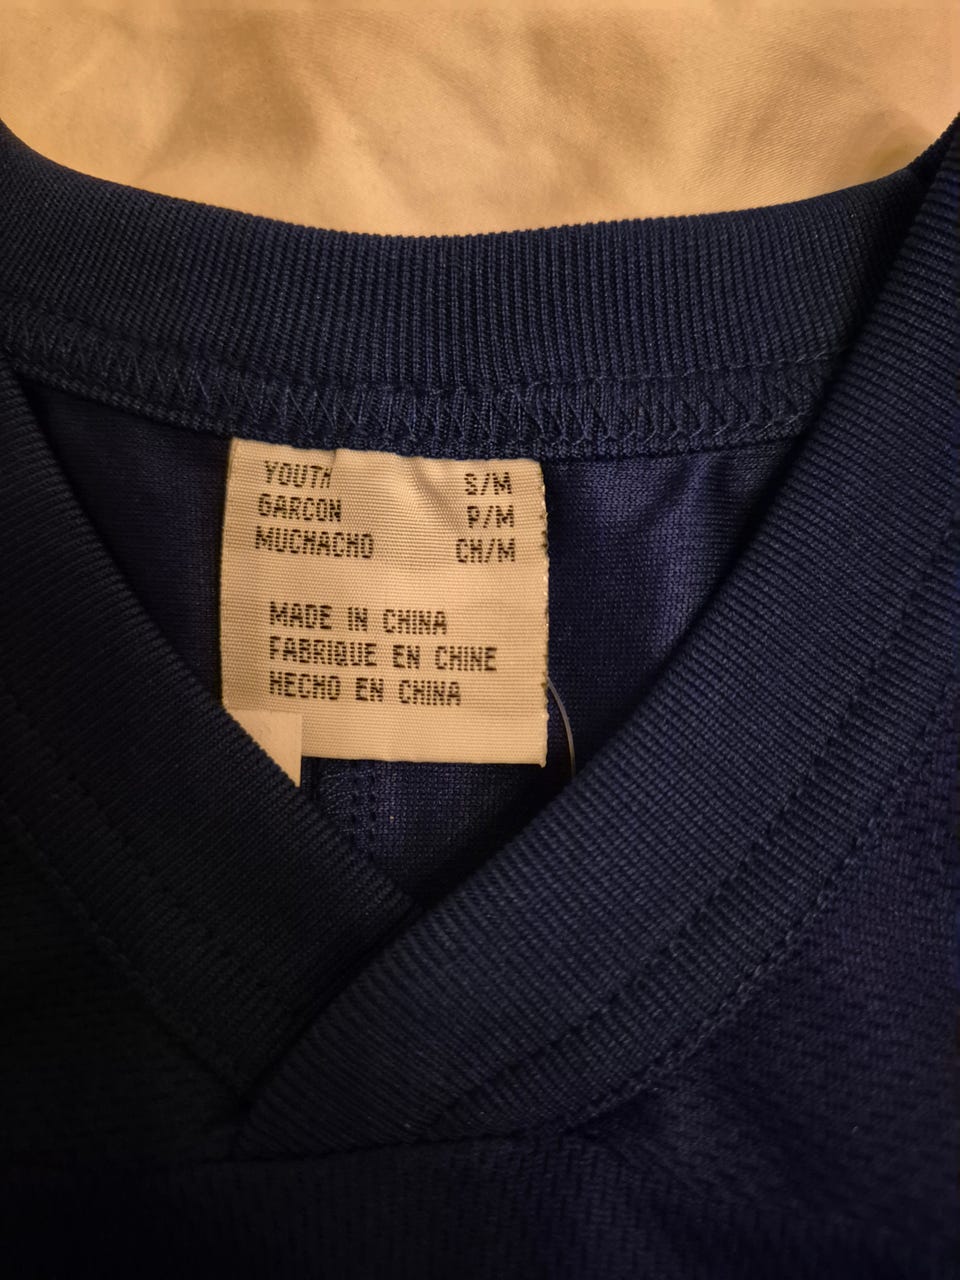 YOUTH S/M
GARCON P/M
MUCHACHO CH/M
MADE IN CHINA
FABRIQUE EN CHINE
HECHO EN CHINA